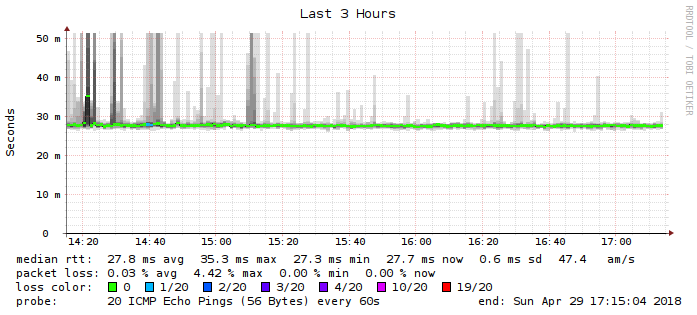 Last 3 Hours
RRDTOOL / TOBI OETIKER
Seconds
50 m
40 m
30 m
20 m
10 m
0
14:20 14:40 15:00 15:20 15:40 16:00 16:20 16:40 17:00
median rtt: 27.8 ms avg 35.3 ms max 27.3 ms min 27.7 ms now 0.6 ms sd 47.4 am/s
packet loss: 0.03 % avg 4.42 % max 0.00 % min 0.00 % now
loss color: 0 1/20 2/20 3/20 4/20 10/20 19/20
probe: 20 ICMP Echo Pings (56 Bytes) every 60s end: Sun Apr 29 17:15:04 2018